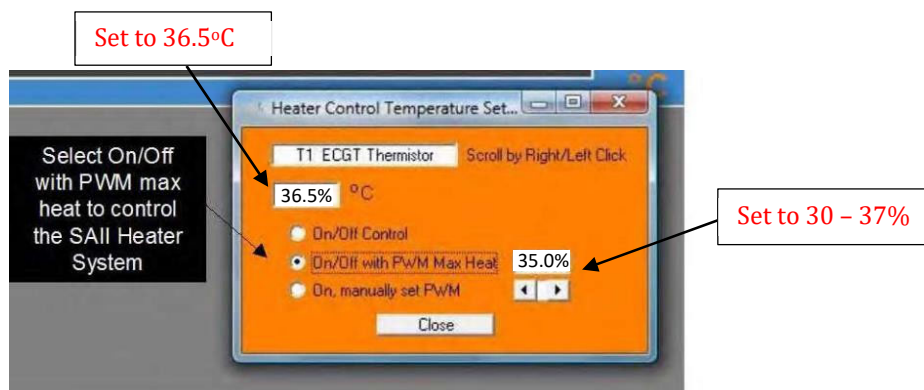 Set to 36.5°C
°C
Heater Control Temperature Set...
Select On/Off
with PWM max
heat to control
the SAII Heater
System
T1 ECGT Thermistor
Scroll by Right/Left Click
36.5% °C
On/Off Control
On/Off with PWM Max Heat
35.0%
On, manually set PWM
Close
Set to 30 – 37%